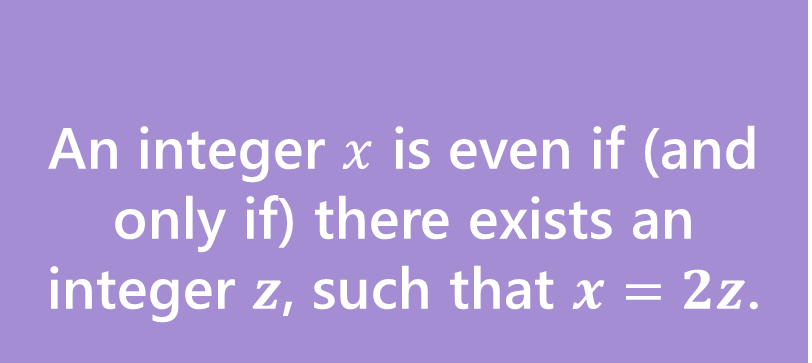 An integer x is even if (and
only if) there exists an
integer z, such that x = 2z.